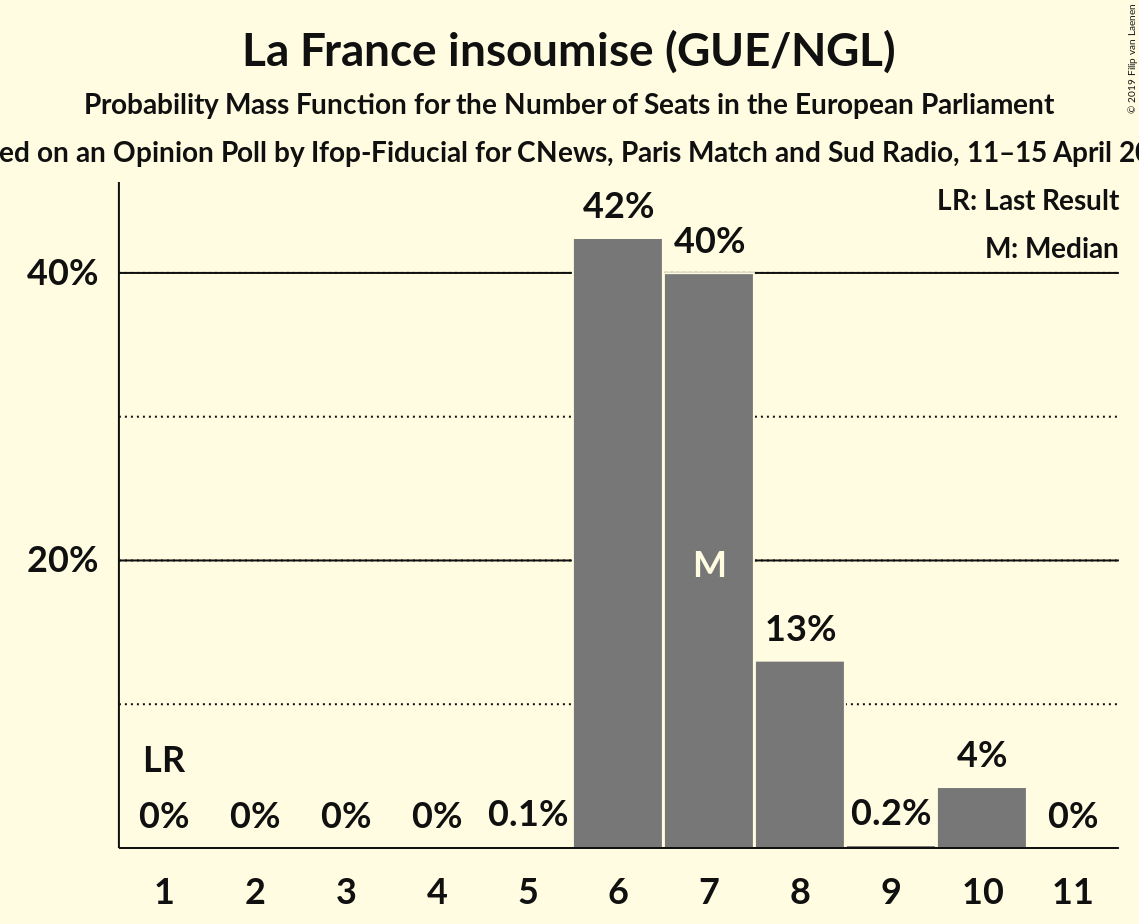 La France insoumise (GUE/NGL)
Probability Mass Function for the Number of Seats in the European Parliament
ed on an Opinion Poll by Ifop-Fiducial for CNews, Paris Match and Sud Radio, 11–15 April 20
© 2019 Filip van Laenen
LR: Last Result
M: Median
42%
40%
40%
20%
M
13%
LR
4%
0% 0% 0% 0% 0.1% 0.2% 0%
1 2 3 4 5 6 7 8 9 10 11